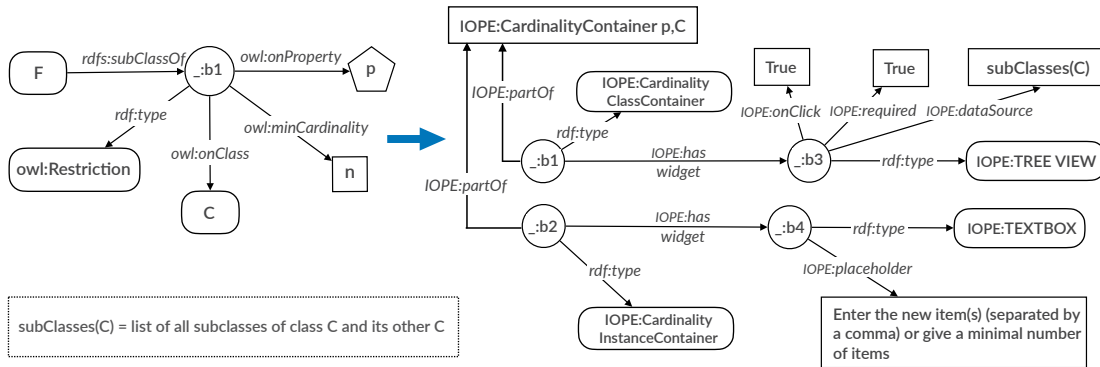 IOPE:CardinalityContainer p,C
F
rdfs:subClassOf
_:b1
owl:onProperty
p
rdf:type
owl:minCardinality
owl:onClass
owl:Restriction
n
C
IOPE:partOf
IOPE:Cardinality
ClassContainer
True
True
subClasses(C)
IOPE:onClick
IOPE:required
IOPE:dataSource
rdf:type
_:b1
IOPE:has
widget
_:b3
rdf:type
IOPE:TREE VIEW
IOPE:partOf
_:b2
IOPE:has
widget
_:b4
rdf:type
IOPE:TEXTBOX
rdf:type
IOPE:placeholder
IOPE:Cardinality
InstanceContainer
Enter the new item(s) (separated by
a comma) or give a minimal number
of items
subClasses(C) = list of all subclasses of class C and its other C